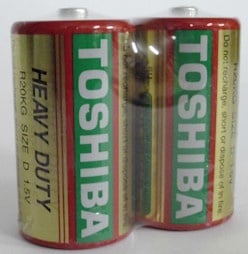 HEAVY DUTY
R20KG SIZE D 1.5V
TOSHIBA
TOSHIBA
Do not recharge, short or dispose of in fire